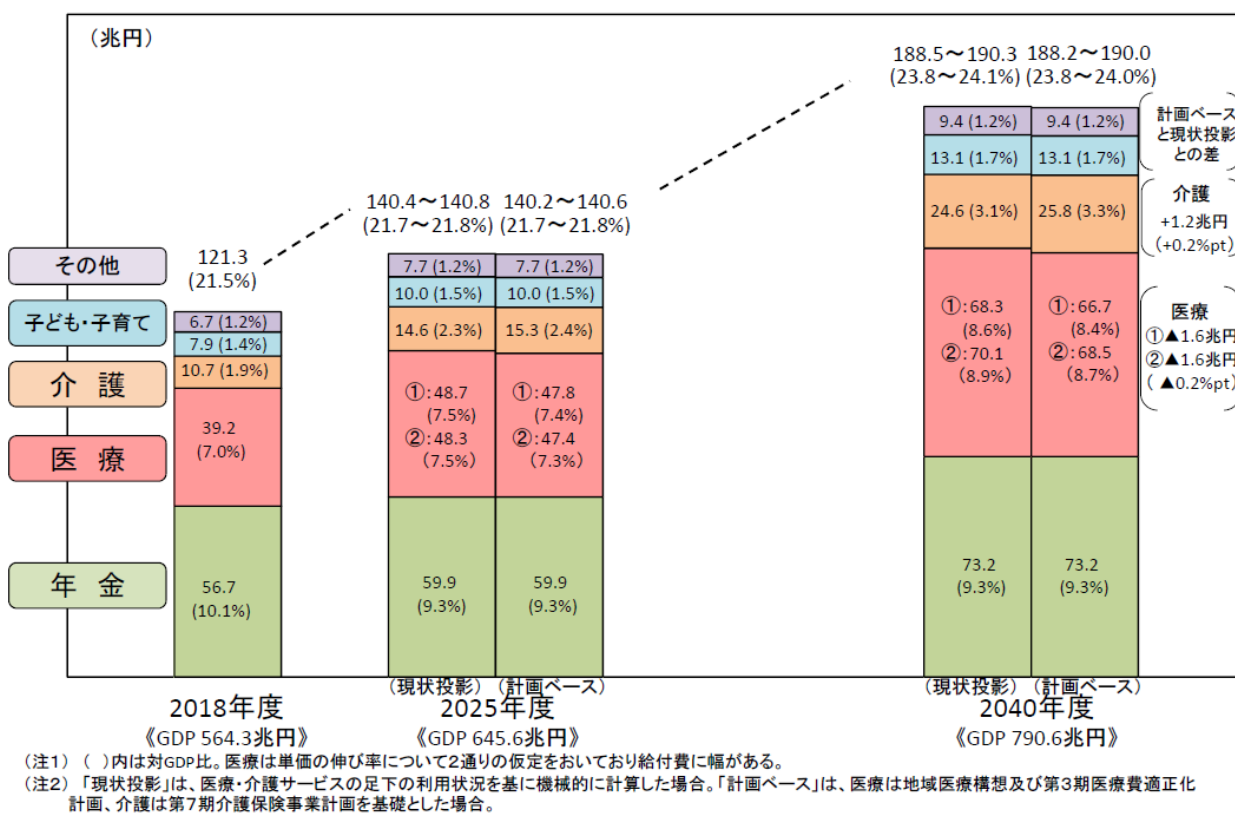 (兆円)
188.5～190.3
(23.8～24.1%)
188.2～190.0
(23.8～24.0%)
140.4～140.8
(21.7～21.8%)
140.2～140.6
(21.7～21.8%)
121.3
(21.5%)
その他
子ども・子育て
介 護
医 療
年 金
6.7 (1.2%)
7.9 (1.4%)
10.7 (1.9%)
39.2
(7.0%)
56.7
(10.1%)
7.7 (1.2%)
10.0 (1.5%)
14.6 (2.3%)
①:48.7
(7.5%)
②:48.3
(7.5%)
59.9
(9.3%)
7.7 (1.2%)
10.0 (1.5%)
15.3 (2.4%)
①:47.8
(7.4%)
②:47.4
(7.3%)
59.9
(9.3%)
9.4 (1.2%)
13.1 (1.7%)
24.6 (3.1%)
①:68.3
(8.6%)
②:70.1
(8.9%)
73.2
(9.3%)
9.4 (1.2%)
13.1 (1.7%)
25.8 (3.3%)
①:66.7
(8.4%)
②:68.5
(8.7%)
73.2
(9.3%)
計画ベース
と現状投影
との差
介護
+1.2兆円
(+0.2%pt)
医療
①▲1.6兆円
②▲1.6兆円
( ▲0.2%pt)
(現状投影) (計画ベース)
(現状投影) (計画ベース)
2018年度
《GDP 564.3兆円》
2025年度
《GDP 645.6兆円》
2040年度
《GDP 790.6兆円》
(注1) ( )内は対GDP比。医療は単価の伸び率について2通りの仮定をおいており給付費に幅がある。
(注2) 「現状投影」は、医療・介護サービスの足下の利用状況を基に機械的に計算した場合。「計画ベース」は、医療は地域医療構想及び第3期医療費適正化
計画、介護は第7期介護保険事業計画を基礎とした場合。